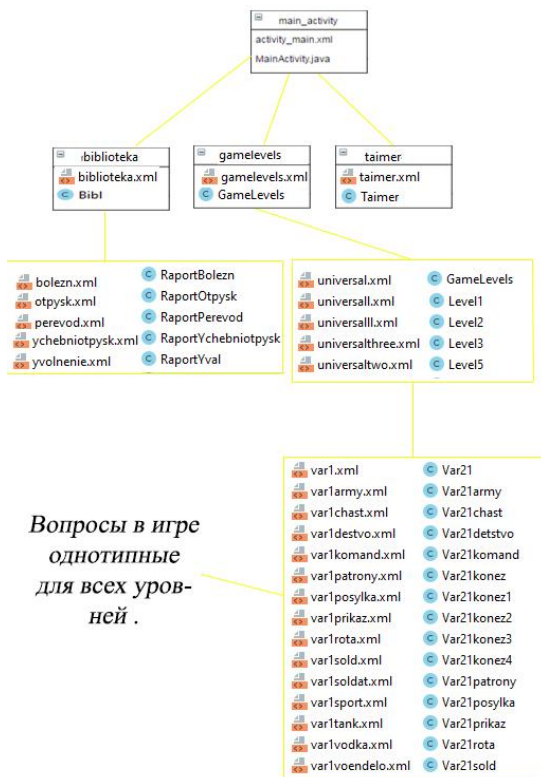 main_activity
activity_main.xml
MainActivity.java
biblioteka
biblioteka.xml
Bibl
gamelevels
gamelevels.xml
GameLevels
taimer
taimer.xml
Taimer
bolezn.xml
otpysk.xml
perevod.xml
ychebniotpysk.xml
yvolnenie.xml
RaportBolezn
RaportOtpysk
RaportPerevod
RaportYchebniotpysk
RaportYval
universal.xml
universall.xml
universalll.xml
universalthree.xml
universaltwo.xml
GameLevels
Level1
Level2
Level3
Level5
Вопросы в игре
однотипные
для всех уров-
ней .
var1.xml
var1army.xml
var1chast.xml
var1destvo.xml
var1komand.xml
var1patrony.xml
var1posylka.xml
var1prikaz.xml
var1rota.xml
var1sold.xml
var1soldat.xml
var1sport.xml
var1tank.xml
var1vodka.xml
var1voendelo.xml
Var21
Var21army
Var21chast
Var21detstvo
Var21komand
Var21konez
Var21konez1
Var21konez2
Var21konez3
Var21konez4
Var21patrony
Var21posylka
Var21prikaz
Var21rota
Var21sold